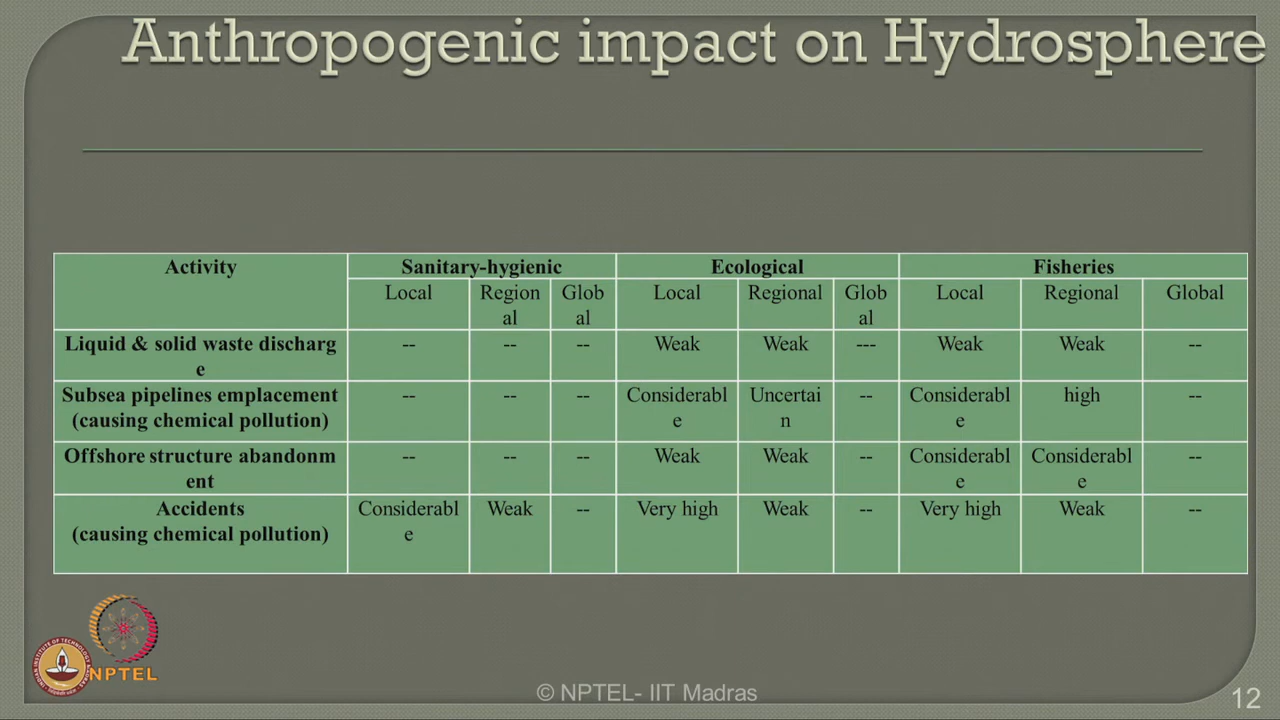 Anthropogenic impact on Hydrosphere
Activity Sanitary-hygienic Ecological Fisheries
Local Region Glob Local Regional Glob Local Regional Global
al al al
Liquid & solid waste discharg -- -- -- Weak Weak --- Weak Weak --
e
Subsea pipelines emplacement -- -- -- Considerabl Uncertai -- Considerabl high --
(causing chemical pollution) e n e
Offshore structure abandonm -- -- -- Weak Weak -- Considerabl Considerabl --
ent e e
Accidents Considerabl Weak -- Very high Weak -- Very high Weak --
(causing chemical pollution) e
NPTEL
© NPTEL- IIT Madras
12